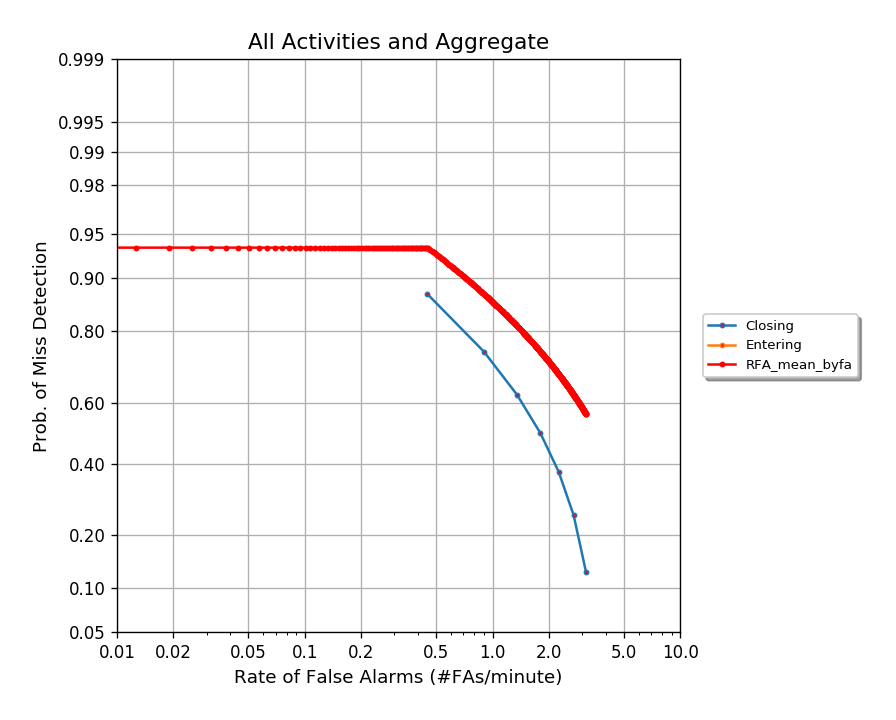 All Activities and Aggregate
0.999
0.995
0.99
0.98
0.95
0.90
0.80
0.60
0.40
0.20
0.10
0.05
Prob. of Miss Detection
0.01 0.02 0.05 0.1 0.2 0.5 1.0 2.0 5.0 10.0
Rate of False Alarms (#FAs/minute)
Closing
Entering
RFA_mean_byfa